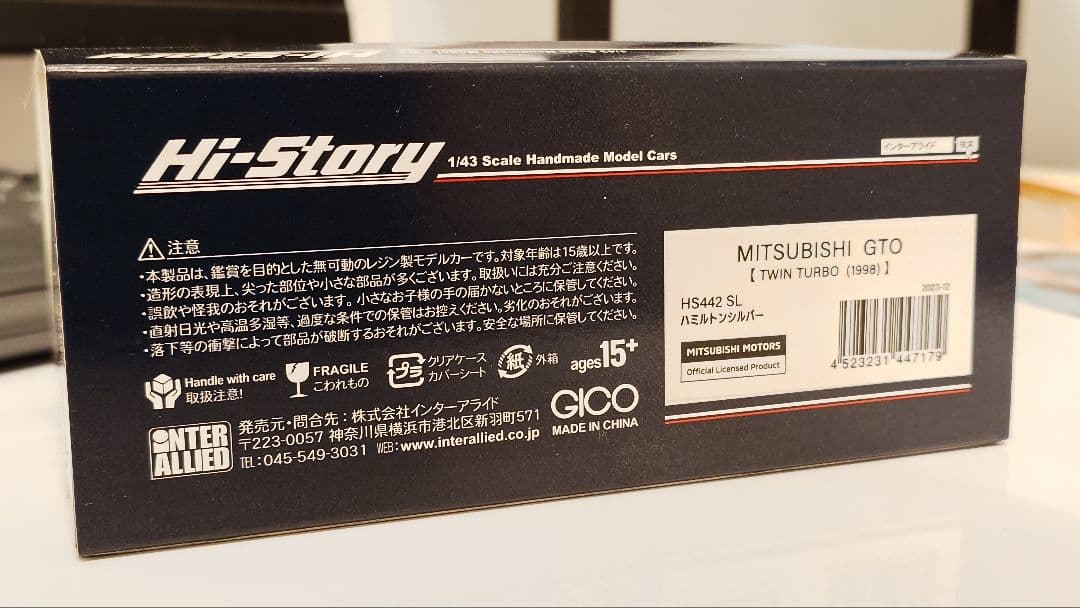 Hi-Story 1/43 Scale Handmade Model Cars
インターアライド 検索
⚠注意
・本製品は、鑑賞を目的とした無可動のレジン製モデルカーです。対象年齢は15歳以上です。
・造形の表現上、尖った部位や小さな部品が多くございます。取扱いには充分ご注意ください。
・誤飲や怪我のおそれがございます。小さなお子様の手の届かないところに保管してください。
・直射日光や高温多湿等、過度な条件での保管はお控えください。劣化のおそれがございます。
・落下等の衝撃によって部品が破断するおそれがございます。安全な場所に保管してください。
Handle with care
取扱注意!
FRAGILE
こわれもの
プラ
クリアケース
カバーシート
紙
外箱
ages15+
INTER
ALLIED
発売元・問合先:株式会社インターアライド
〒223-0057 神奈川県横浜市港北区新羽町571
TEL:045-549-3031 WEB:www.interallied.co.jp
GICO
MADE IN CHINA
MITSUBISHI GTO
【 TWIN TURBO (1998) 】
2023-12
HS442 SL
ハミルトンシルバー
MITSUBISHI MOTORS
Official Licensed Product
4 523231 447179